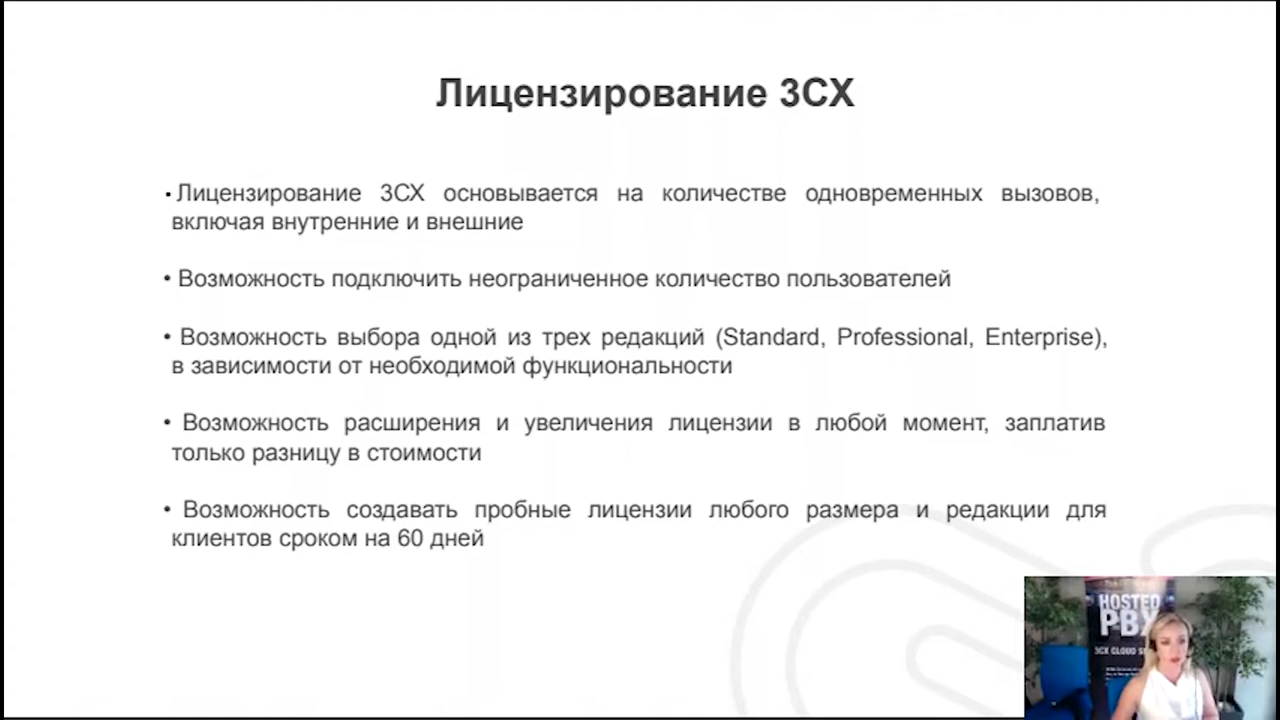 Лицензирование 3CX
• Лицензирование 3CX основывается на количестве одновременных вызовов,
включая внутренние и внешние
• Возможность подключить неограниченное количество пользователей
• Возможность выбора одной из трех редакций (Standard, Professional, Enterprise),
в зависимости от необходимой функциональности
• Возможность расширения и увеличения лицензии в любой момент, заплатив
только разницу в стоимости
• Возможность создавать пробные лицензии любого размера и редакции для
клиентов сроком на 60 дней
HOSTED
PBX
3CX CLOUD